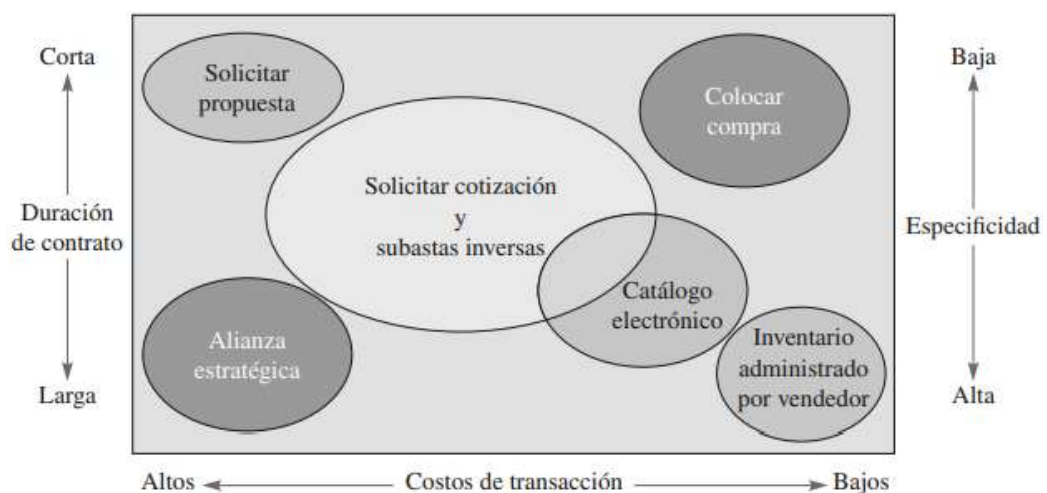 Corta
Duración
de contrato
Larga
Solicitar
propuesta
Colocar
compra
Solicitar cotización
y
subastas inversas
Catálogo
electrónico
Alianza
estratégica
Inventario
administrado
por vendedor
Baja
Especificidad
Alta
Altos
Costos de transacción
Bajos